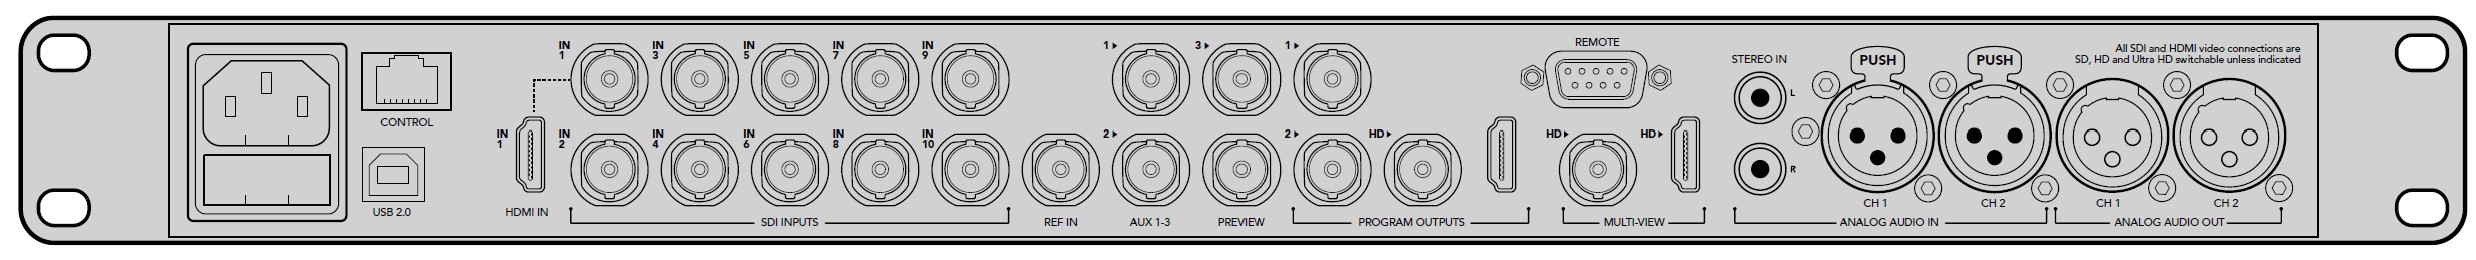 CONTROL
USB 2.0
IN
1
HDMI IN
IN
1
IN
3
IN
5
IN
7
IN
9
IN
2
IN
4
IN
6
IN
8
IN
10
SDI INPUTS
REF IN
1
2
AUX 1-3
3
PREVIEW
1
2
HD
PROGRAM OUTPUTS
REMOTE
HD
HD
MULTI-VIEW
STEREO IN
L
R
PUSH
PUSH
CH 1
CH 2
ANALOG AUDIO IN
All SDI and HDMI video connections are
SD, HD and Ultra HD switchable unless indicated
CH 1
CH 2
ANALOG AUDIO OUT